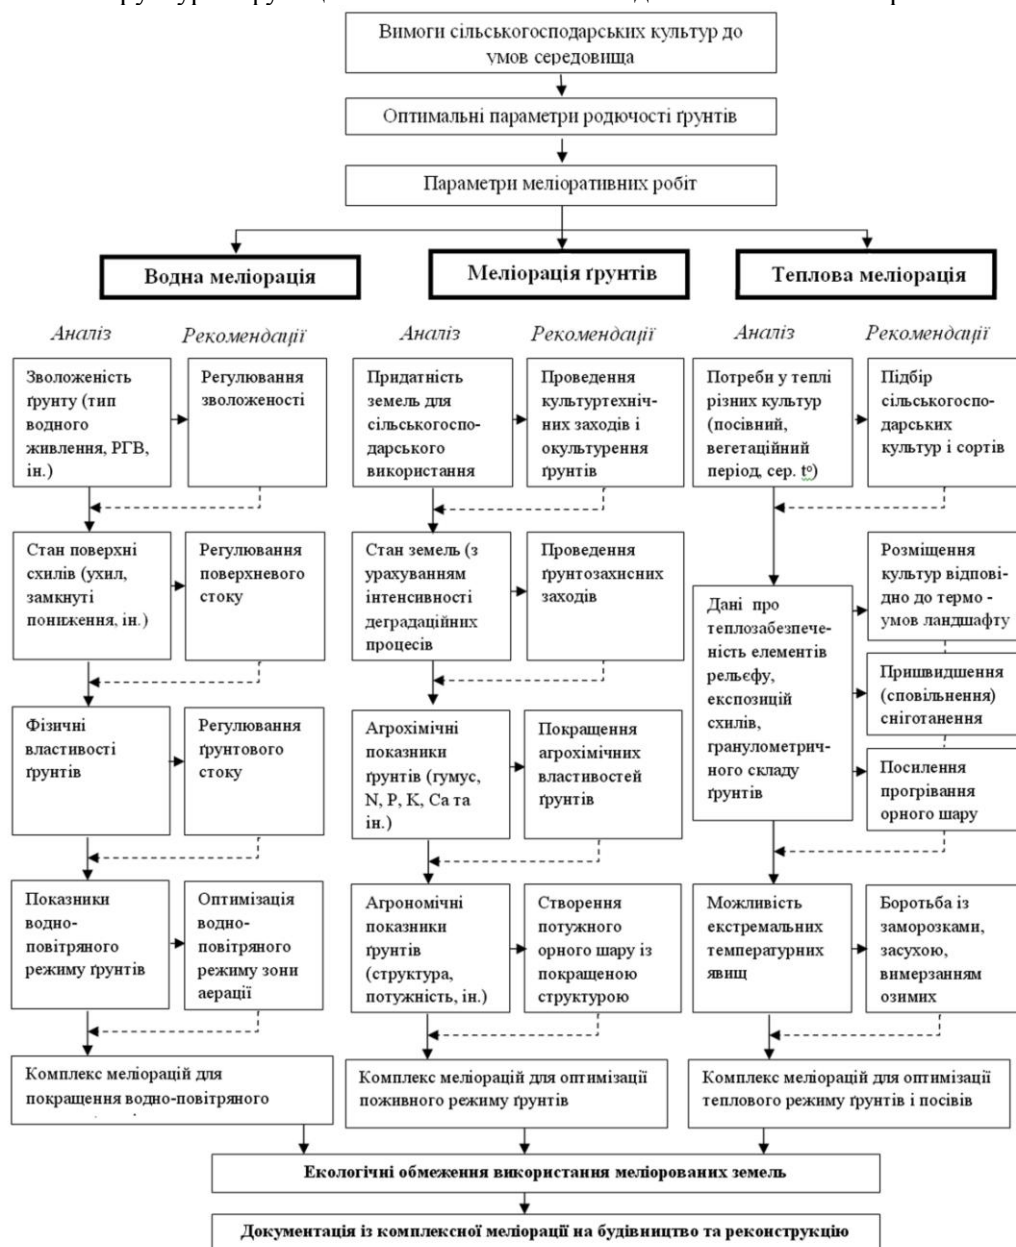 Вимоги сільськогосподарських культур до
умов середовища
Оптимальні параметри родючості ґрунтів
Параметри меліоративних робіт
Водна меліорація
Меліорація ґрунтів
Теплова меліорація
Аналіз
Рекомендації
Аналіз
Рекомендації
Аналіз
Рекомендації
Зволоженість
ґрунту (тип
водного
живлення, РГВ,
ін.)
Регулювання
зволоженості
Придатність
земель для
сільськогоспо-
дарського
використання
Проведення
культуртехніч-
них заходів і
окультурення
ґрунтів
Потреби у теплі
різних культур
(посівний,
вегетаційний
період, сер. tº)
Підбір
сільськогоспо-
дарських
культур і сортів
Стан поверхні
схилів (ухил,
замкнуті
пониження, ін.)
Регулювання
поверхневого
стоку
Стан земель (з
урахуванням
інтенсивності
деградаційних
процесів
Проведення
ґрунтозахисних
заходів
Дані про
теплозабезпече-
ність елементів
рельєфу,
експозицій
схилів,
гранулометрич-
ного складу
ґрунтів
Розміщення
культур відпові-
дно до термо -
умов ландшафту
Пришвидшення
(сповільнення)
сніготанення
Посилення
прогрівання
орного шару
Фізичні
властивості
ґрунтів
Регулювання
ґрунтового
стоку
Агрохімічні
показники
ґрунтів (гумус,
N, P, K, Ca та
ін.)
Покращення
агрохімічних
властивостей
ґрунтів
Показники
водно-
повітряного
режиму ґрунтів
Оптимізація
водно-
повітряного
режиму зони
аерації
Агрономічні
показники
ґрунтів
(структура,
потужність, ін.)
Створення
потужного
орного шару із
покращеною
структурою
Можливість
екстремальних
температурних
явищ
Боротьба із
заморозками,
засухою,
вимерзанням
озимих
Комплекс меліорацій для
покращення водно-повітряного
Комплекс меліорацій для оптимізації
поживного режиму ґрунтів
Комплекс меліорацій для оптимізації
теплового режиму ґрунтів і посівів
Екологічні обмеження використання меліорованих земель
Документація із комплексної меліорації на будівництво та реконструкцію